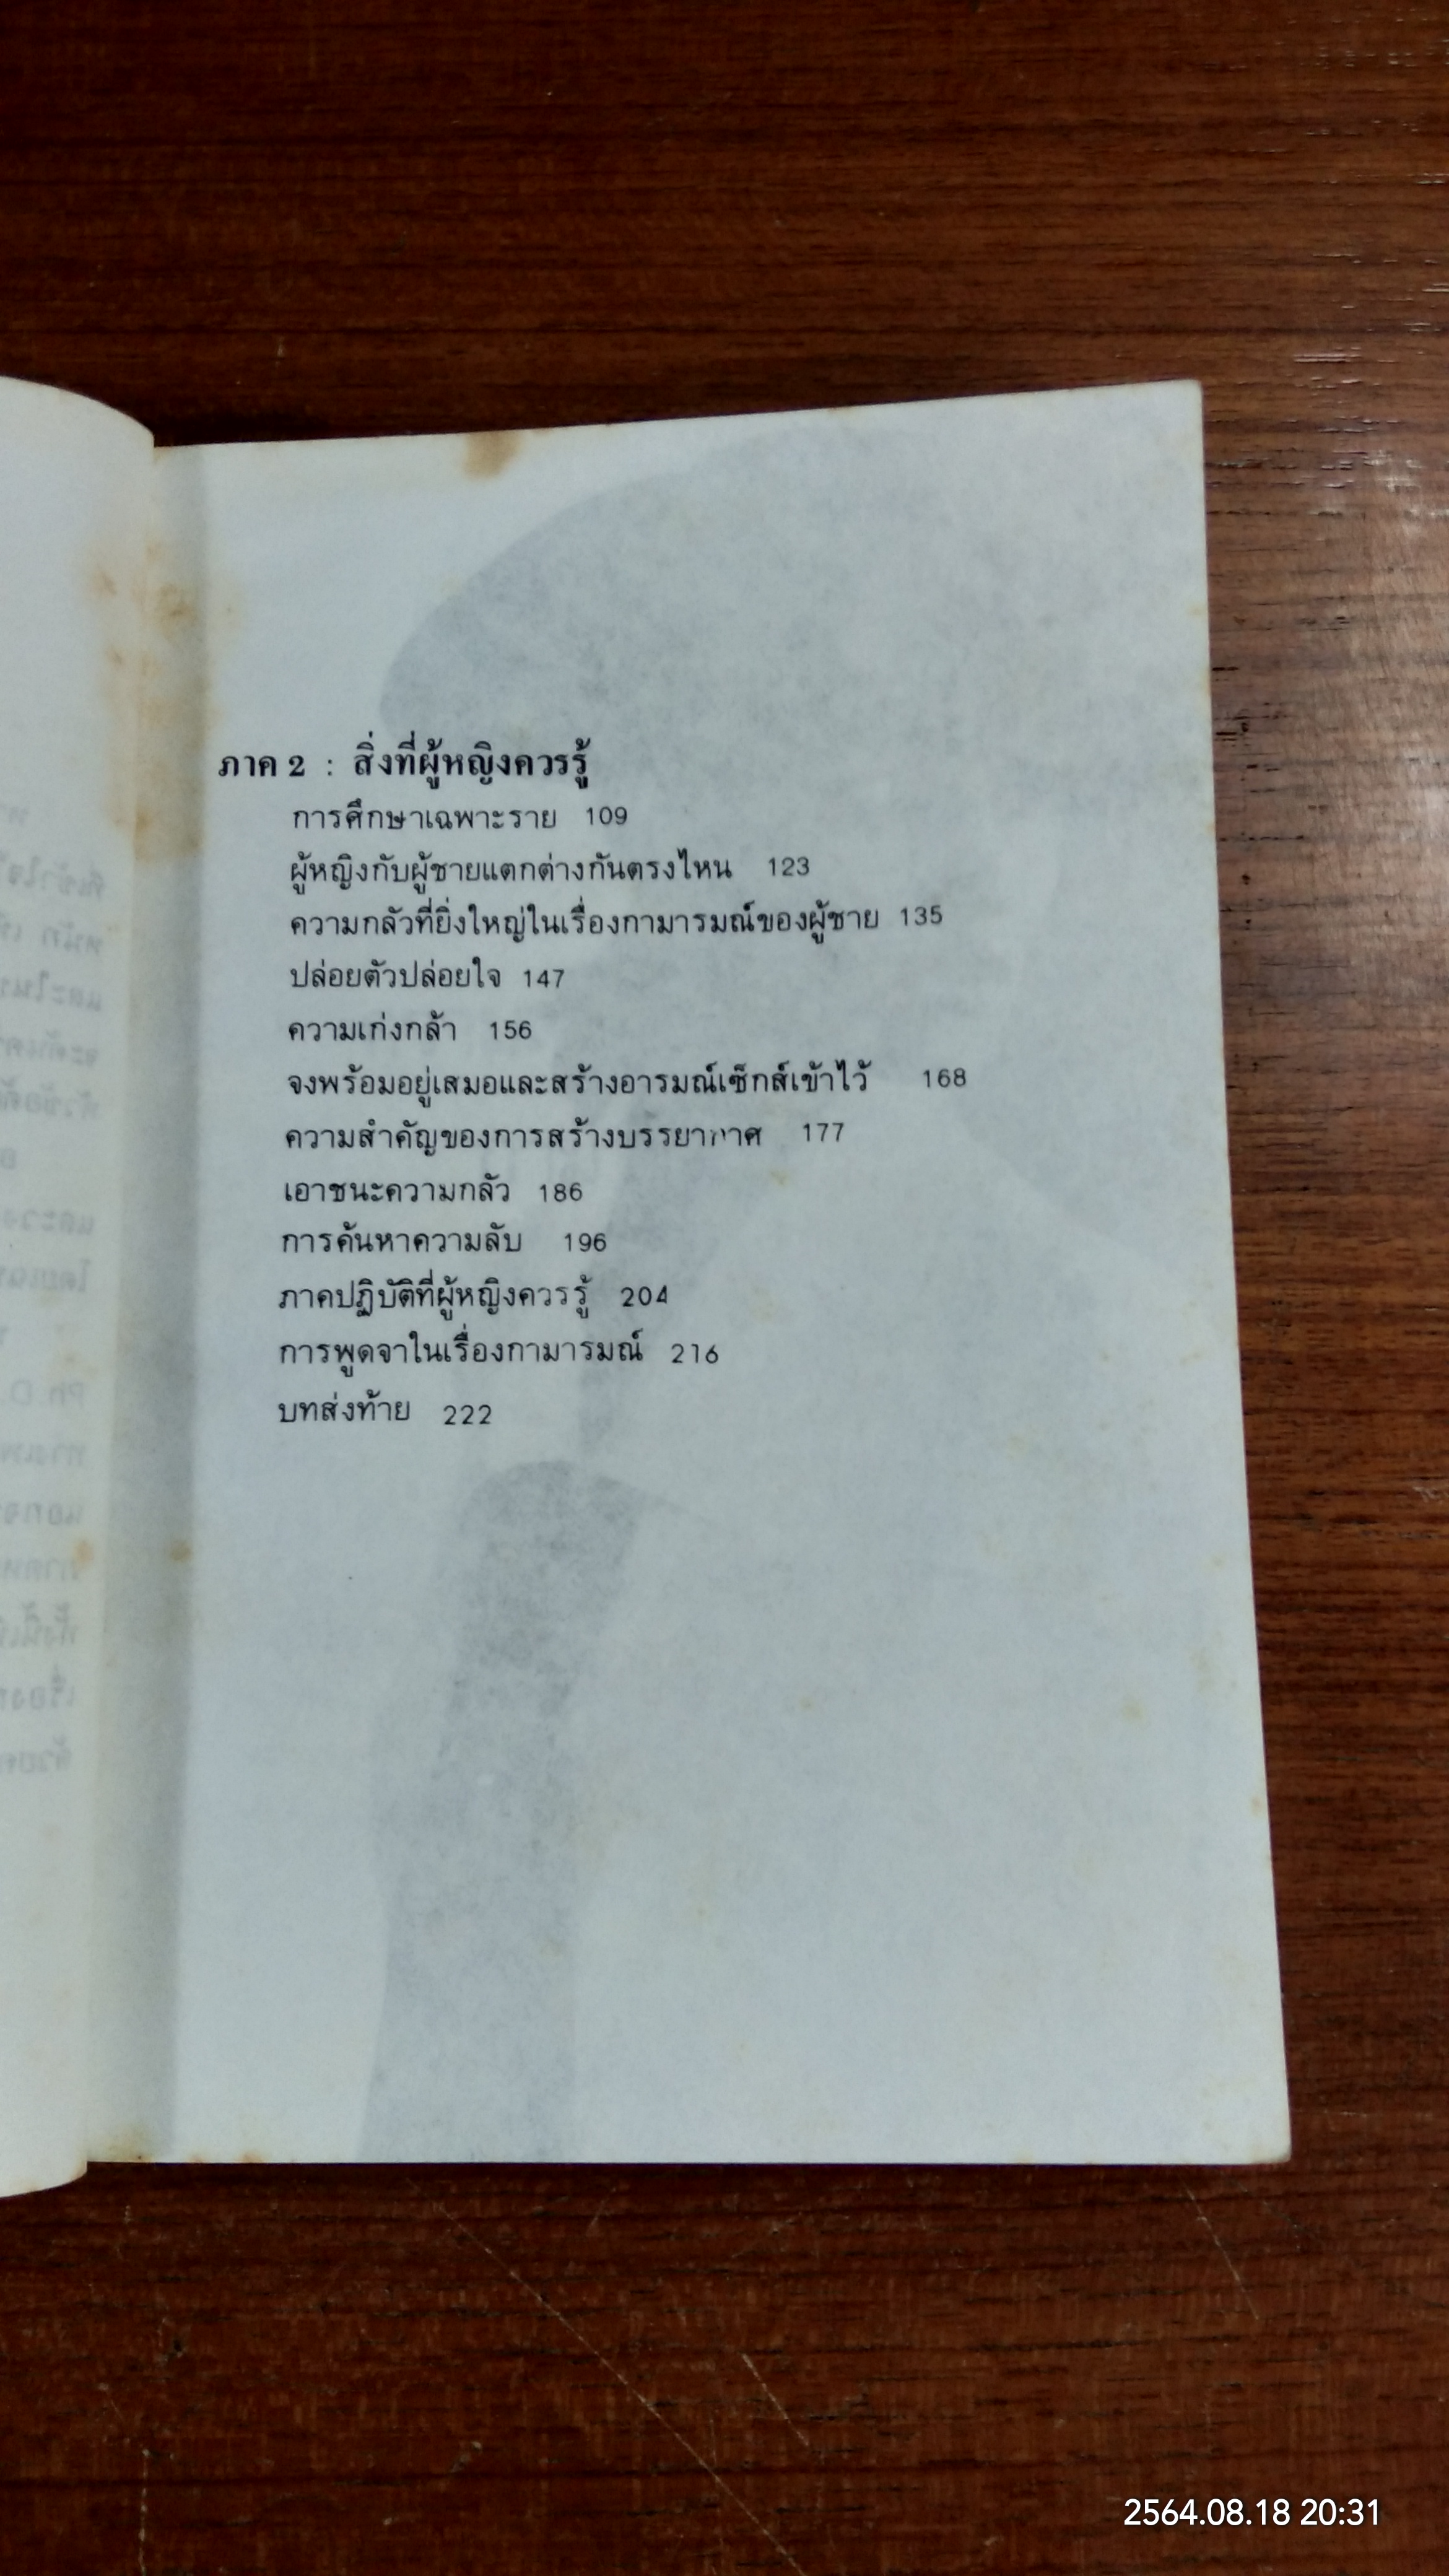 ภาค 2 : สิ่งที่ผู้หญิงควรรู้
การศึกษาเฉพาะราย 109
ผู้หญิงกับผู้ชายแตกต่างกันตรงไหน 123
ความกลัวที่ยิ่งใหญ่ในเรื่องกามารมณ์ของผู้ชาย 135
ปล่อยตัวปล่อยใจ 147
ความเก่งกล้า 156
จงพร้อมอยู่เสมอและสร้างอารมณ์เซ็กส์เข้าไว้ 168
ความสำคัญของการสร้างบรรยากาศ 177
เอาชนะความกลัว 186
การค้นหาความลับ 196
ภาคปฏิบัติที่ผู้หญิงควรรู้ 204
การพูดจาในเรื่องกามารมณ์ 216
บทส่งท้าย 222
2564.08.18 20:31